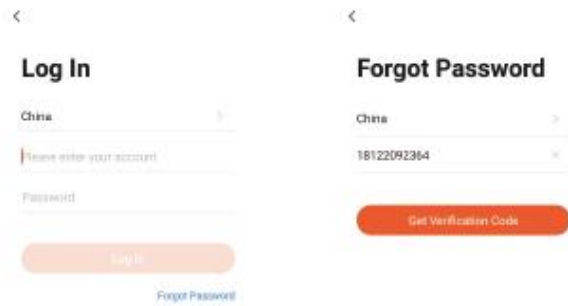 Log In
China
Please enter your account
Password
Log In
Forgot Password
Forgot Password
China
18122092364
Get Verification Code